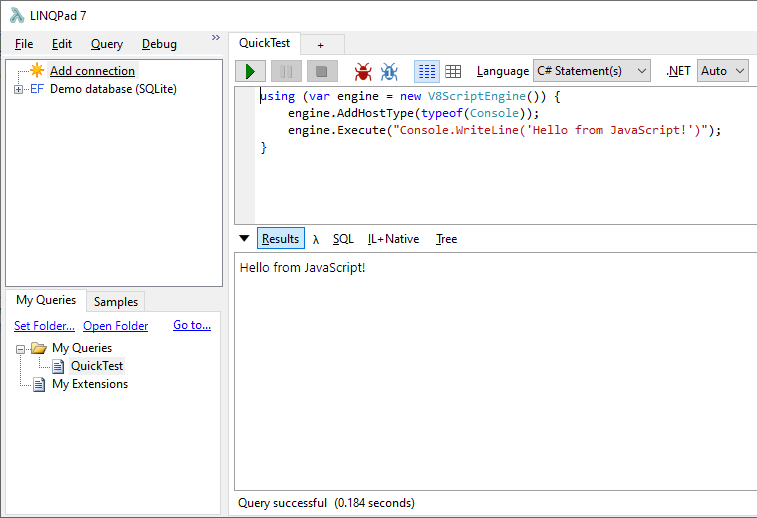 LINQPad 7
File Edit Query Debug »
Add connection
EF Demo database (SQLite)
My Queries Samples
Set Folder... Open Folder Go to...
My Queries
QuickTest
My Extensions
QuickTest +
Language C# Statement(s) .NET Auto
using (var engine = new V8ScriptEngine()) {
    engine.AddHostType(typeof(Console));
    engine.Execute("Console.WriteLine('Hello from JavaScript!')");
}
Results λ SQL IL+Native Tree
Hello from JavaScript!
Query successful (0.184 seconds)